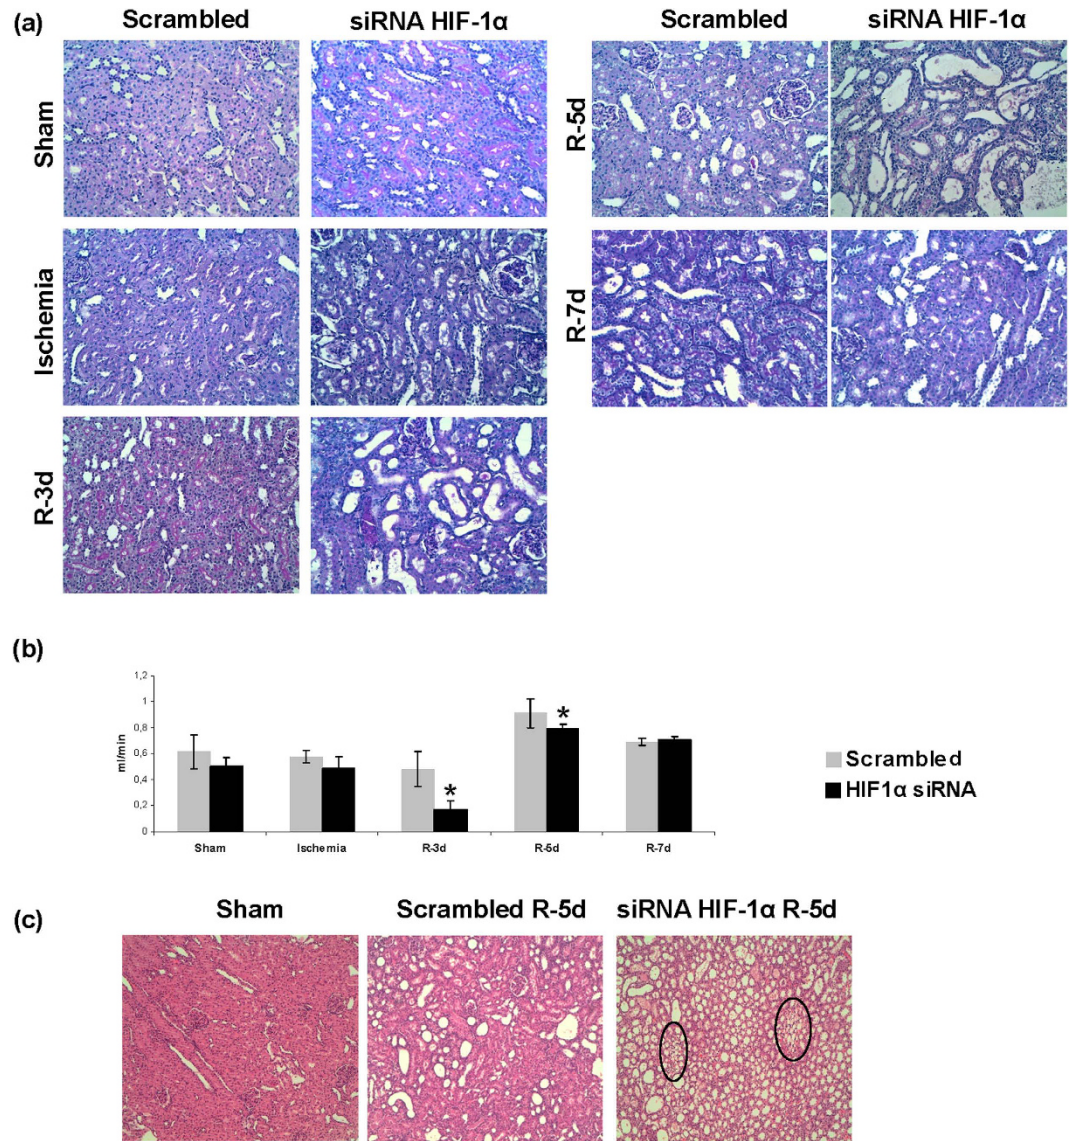 (a)
Scrambled
siRNA HIF-1α
Sham
Ischemia
R-3d
Scrambled
siRNA HIF-1α
R-5d
R-7d
(b)
ml/min
1,2
1
0,8
0,6
0,4
0,2
0
*
*
Sham
Ischemia
R-3d
R-5d
R-7d
Scrambled
HIF1α siRNA
(c)
Sham
Scrambled R-5d
siRNA HIF-1α R-5d